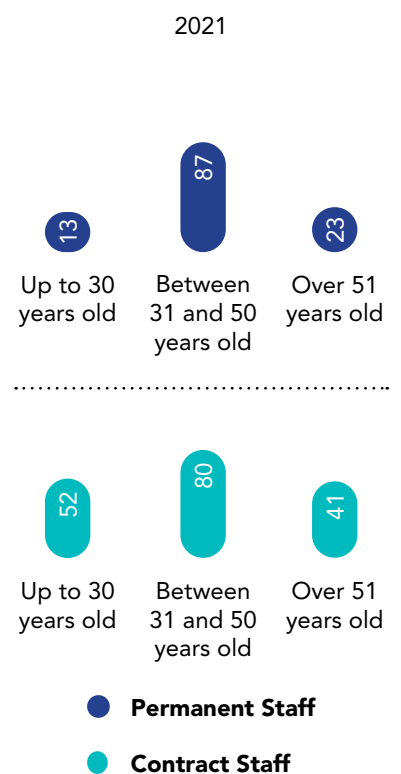 2021
13
87
23
Up to 30
years old
Between
31 and 50
years old
Over 51
years old
52
80
41
Up to 30
years old
Between
31 and 50
years old
Over 51
years old
Permanent Staff
Contract Staff